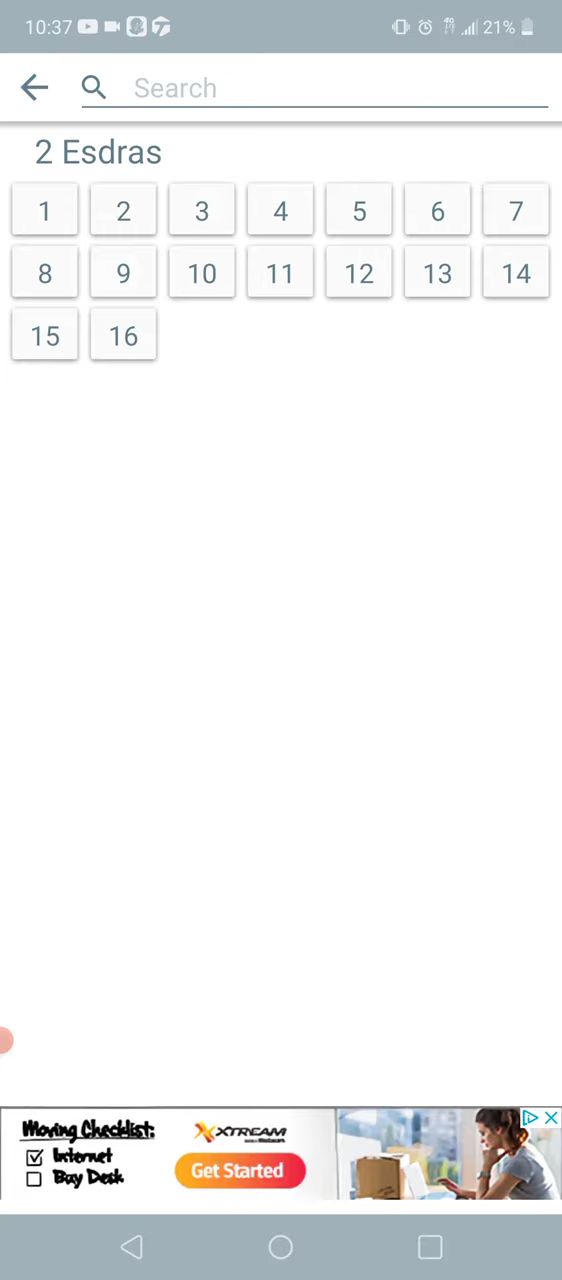 10:37 21%
Search
2 Esdras
1 2 3 4 5 6 7
8 9 10 11 12 13 14
15 16
Moving Checklist:
Internet
Buy Desk
XTREAM
Get Started